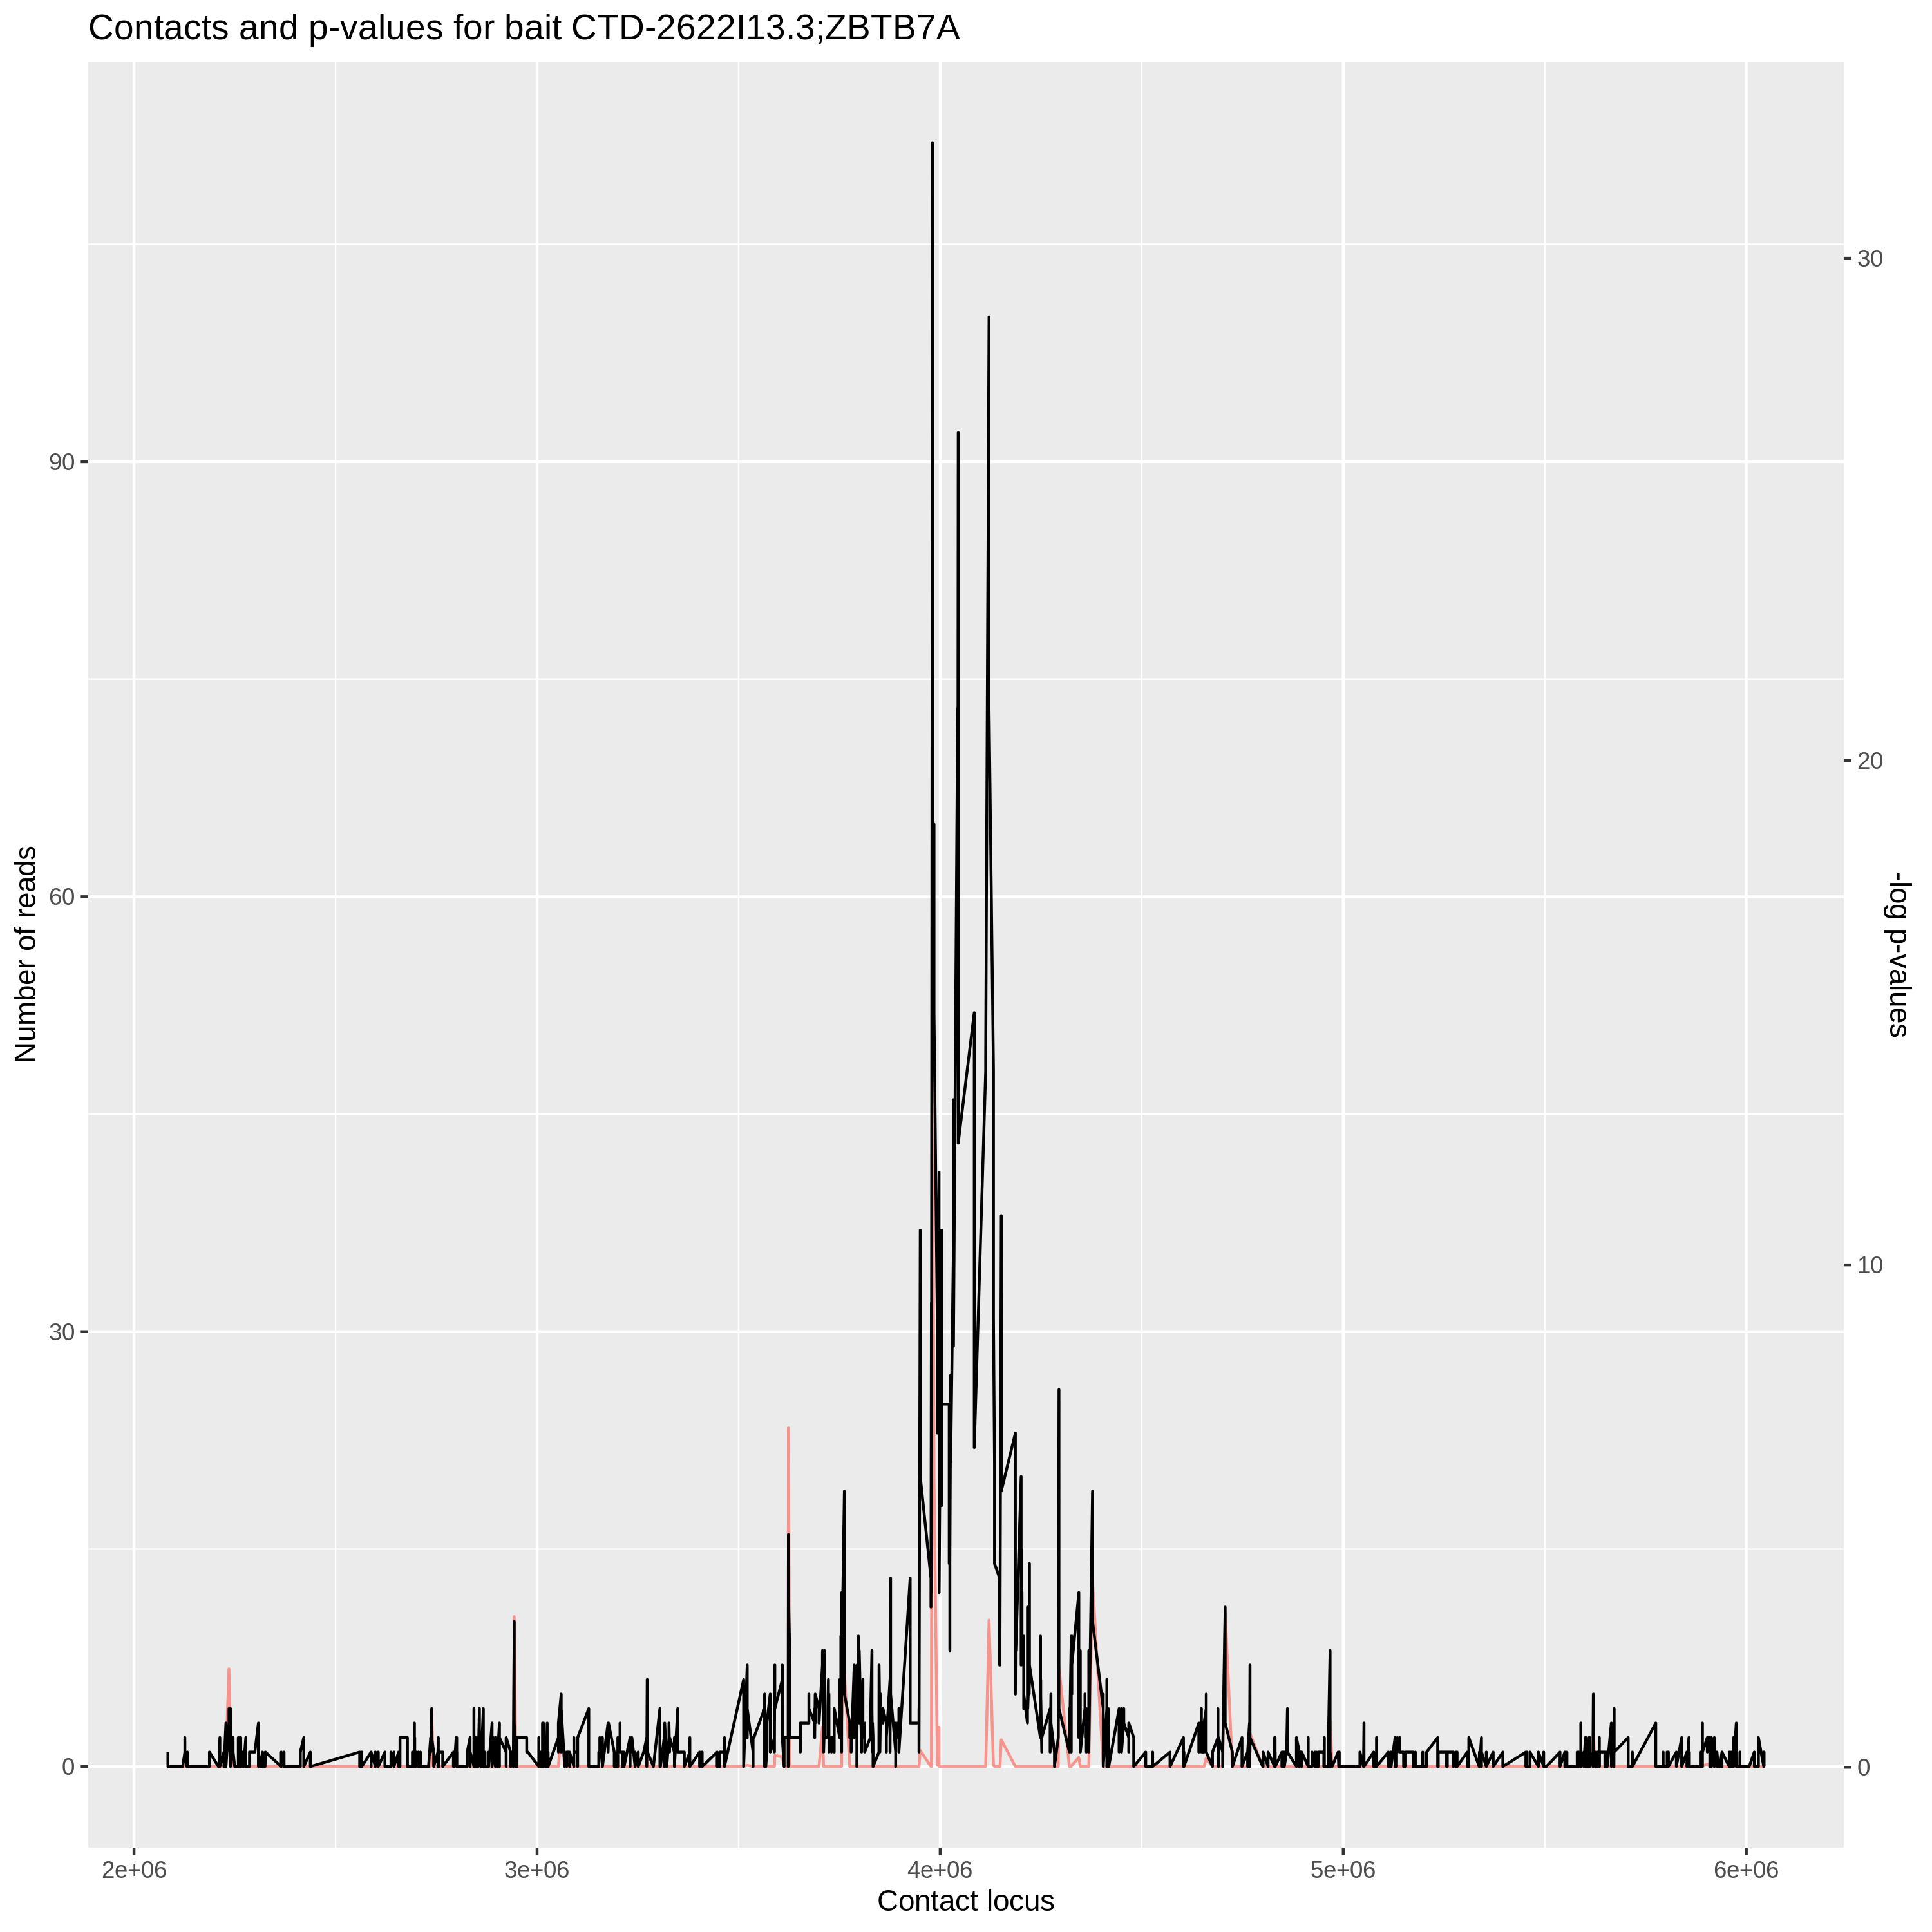 Contacts and p-values for bait CTD-2622I13.3;ZBTB7A
90
60
30
0
Number of reads
30
20
10
0
-log p-values
2e+06 3e+06 4e+06 5e+06 6e+06
Contact locus